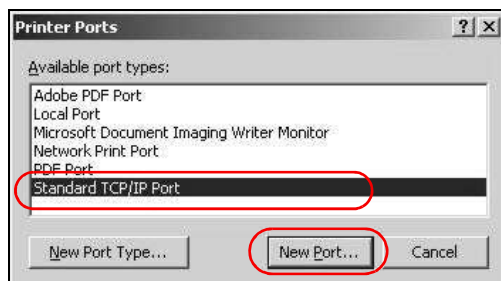 Printer Ports
Available port types:
Adobe PDF Port
Local Port
Microsoft Document Imaging Writer Monitor
Network Print Port
PDF Port
Standard TCP/IP Port
New Port Type... New Port... Cancel